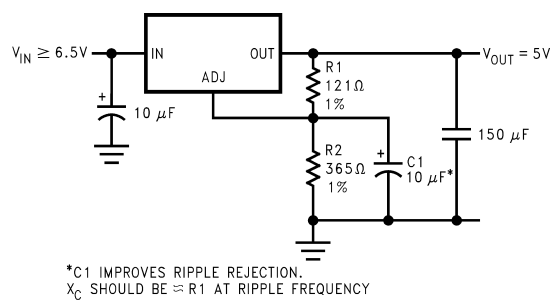 V_IN ≥ 6.5V
IN
OUT
ADJ
V_OUT = 5V
+
10 μF
R1
121Ω
1%
R2
365Ω
1%
+
C1
10 μF*
150 μF
*C1 IMPROVES RIPPLE REJECTION.
X_C SHOULD BE ≈ R1 AT RIPPLE FREQUENCY